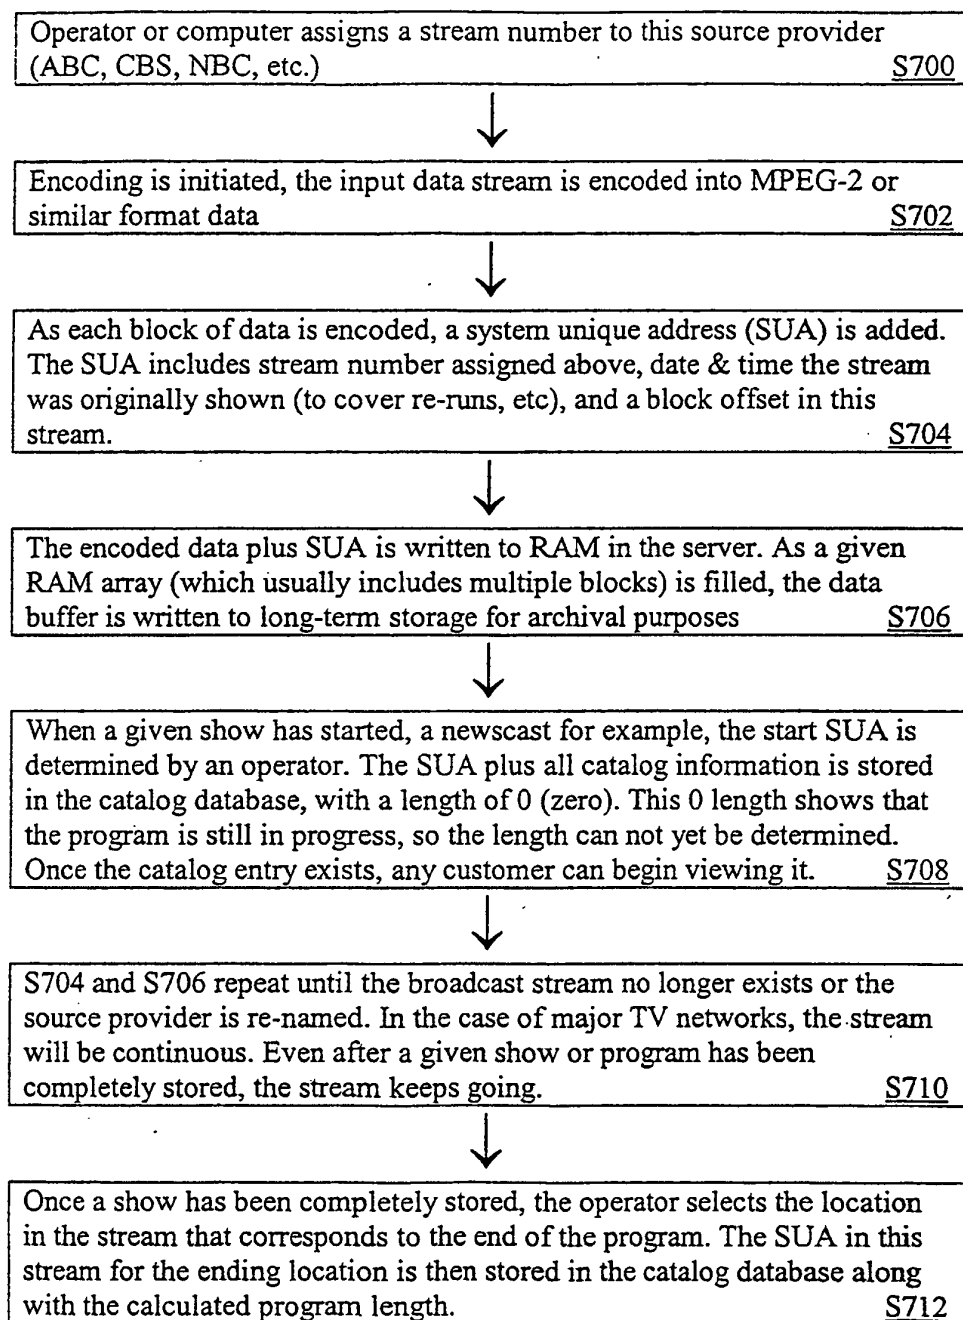 Operator or computer assigns a stream number to this source provider
(ABC, CBS, NBC, etc.) S700
Encoding is initiated, the input data stream is encoded into MPEG-2 or
similar format data S702
As each block of data is encoded, a system unique address (SUA) is added.
The SUA includes stream number assigned above, date & time the stream
was originally shown (to cover re-runs, etc), and a block offset in this
stream. S704
The encoded data plus SUA is written to RAM in the server. As a given
RAM array (which usually includes multiple blocks) is filled, the data
buffer is written to long-term storage for archival purposes S706
When a given show has started, a newscast for example, the start SUA is
determined by an operator. The SUA plus all catalog information is stored
in the catalog database, with a length of 0 (zero). This 0 length shows that
the program is still in progress, so the length can not yet be determined.
Once the catalog entry exists, any customer can begin viewing it. S708
S704 and S706 repeat until the broadcast stream no longer exists or the
source provider is re-named. In the case of major TV networks, the stream
will be continuous. Even after a given show or program has been
completely stored, the stream keeps going. S710
Once a show has been completely stored, the operator selects the location
in the stream that corresponds to the end of the program. The SUA in this
stream for the ending location is then stored in the catalog database along
with the calculated program length. S712